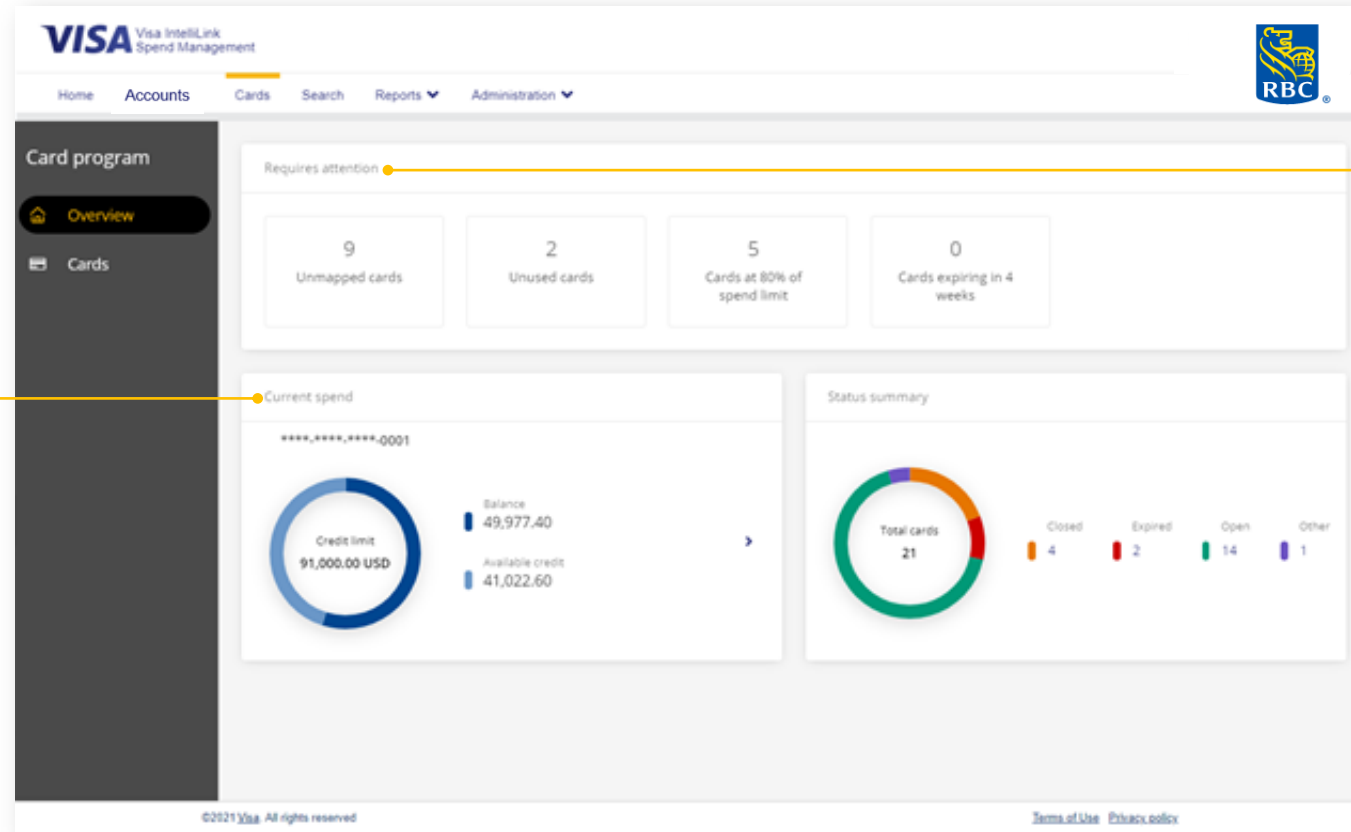 VISA Visa IntelliLink
Spend Management
RBC ®
Home Accounts Cards Search Reports Administration
Card program
Overview
Cards
Requires attention
9
Unmapped cards
2
Unused cards
5
Cards at 80% of
spend limit
0
Cards expiring in 4
weeks
Current spend
****-****-****-0001
Credit limit
91,000.00 USD
Balance
49,977.40
Available credit
41,022.60
Status summary
Total cards
21
Closed
4
Expired
2
Open
14
Other
1
©2021 Visa. All rights reserved
Terms of Use Privacy policy